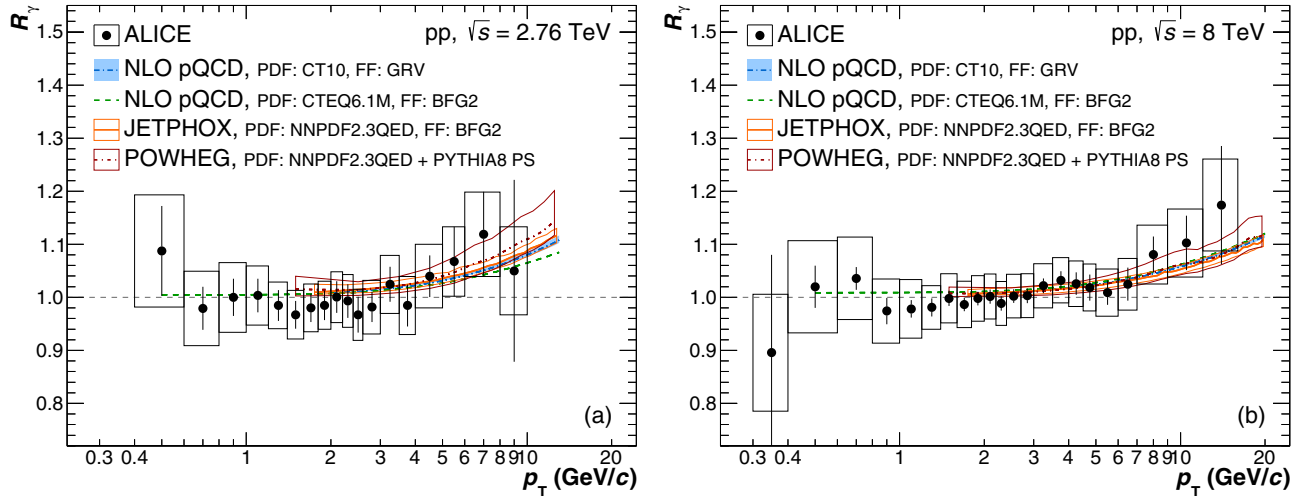 R_γ
1.5
1.4
1.3
1.2
1.1
1.0
0.9
0.8
ALICE
pp, √s = 2.76 TeV
NLO pQCD, PDF: CT10, FF: GRV
NLO pQCD, PDF: CTEQ6.1M, FF: BFG2
JETPHOX, PDF: NNPDF2.3QED, FF: BFG2
POWHEG, PDF: NNPDF2.3QED + PYTHIA8 PS
(a)
0.3 0.4 1 2 3 4 5 6 7 8 9 10 20
p_T (GeV/c)
R_γ
1.5
1.4
1.3
1.2
1.1
1.0
0.9
0.8
ALICE
pp, √s = 8 TeV
NLO pQCD, PDF: CT10, FF: GRV
NLO pQCD, PDF: CTEQ6.1M, FF: BFG2
JETPHOX, PDF: NNPDF2.3QED, FF: BFG2
POWHEG, PDF: NNPDF2.3QED + PYTHIA8 PS
(b)
0.3 0.4 1 2 3 4 5 6 7 8 9 10 20
p_T (GeV/c)